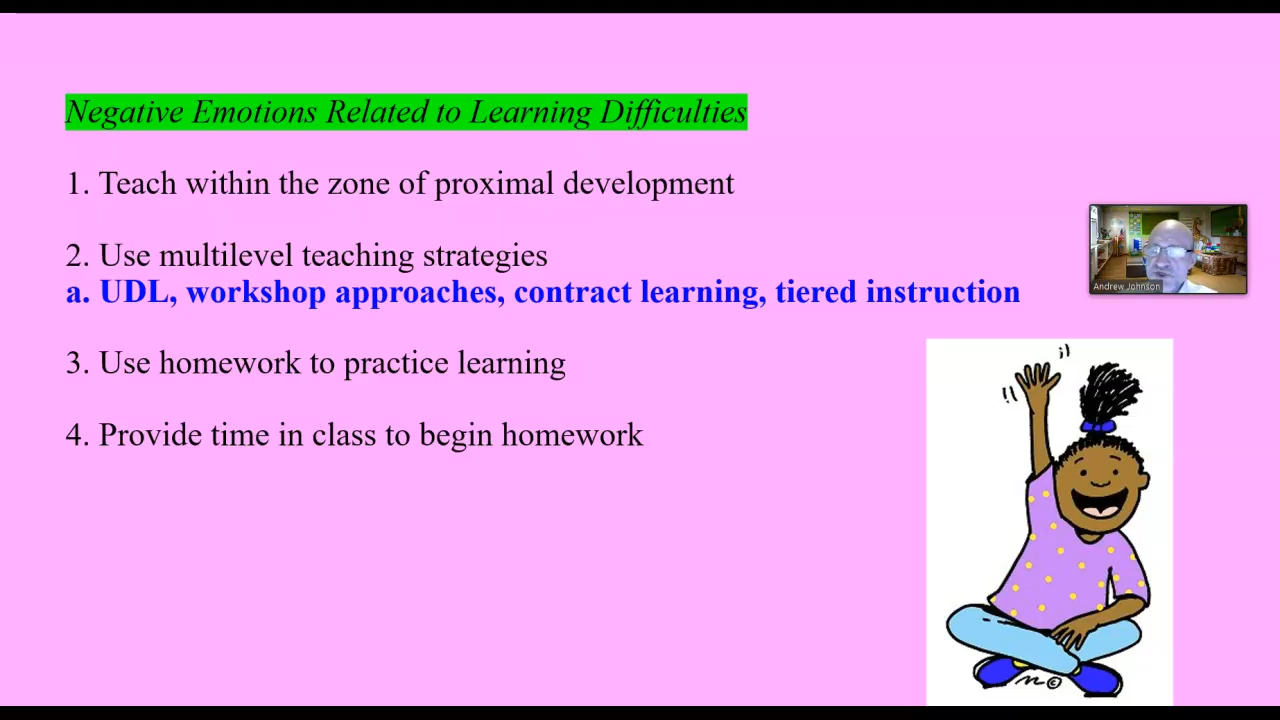 Negative Emotions Related to Learning Difficulties
1. Teach within the zone of proximal development
2. Use multilevel teaching strategies
a. UDL, workshop approaches, contract learning, tiered instruction
Andrew Johnson
3. Use homework to practice learning
4. Provide time in class to begin homework